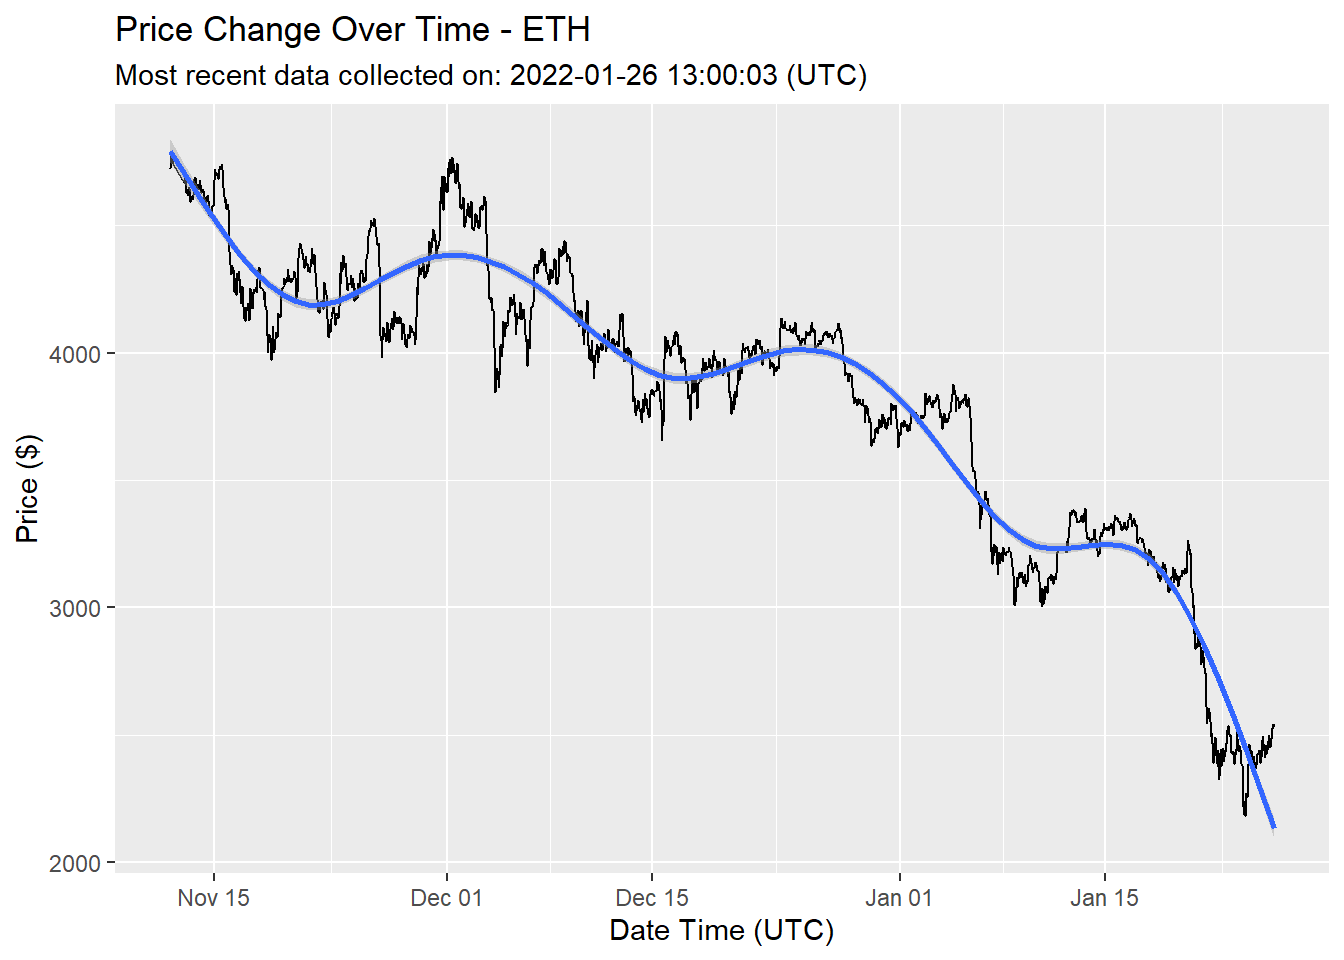 Price Change Over Time - ETH
Most recent data collected on: 2022-01-26 13:00:03 (UTC)
Price ($)
4000
3000
2000
Nov 15
Dec 01
Dec 15
Jan 01
Jan 15
Date Time (UTC)